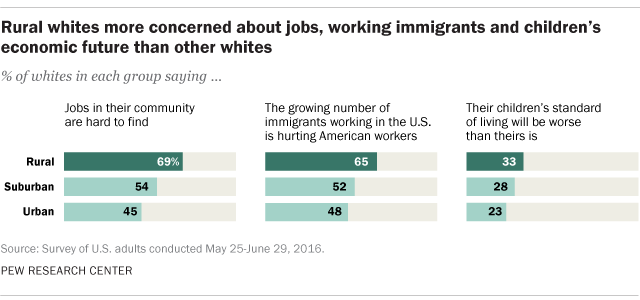 Rural whites more concerned about jobs, working immigrants and children's
economic future than other whites
% of whites in each group saying ...
Jobs in their community
are hard to find
The growing number of
immigrants working in the U.S.
is hurting American workers
Their children's standard
of living will be worse
than theirs is
Rural 69% 65 33
Suburban 54 52 28
Urban 45 48 23
Source: Survey of U.S. adults conducted May 25-June 29, 2016.
PEW RESEARCH CENTER